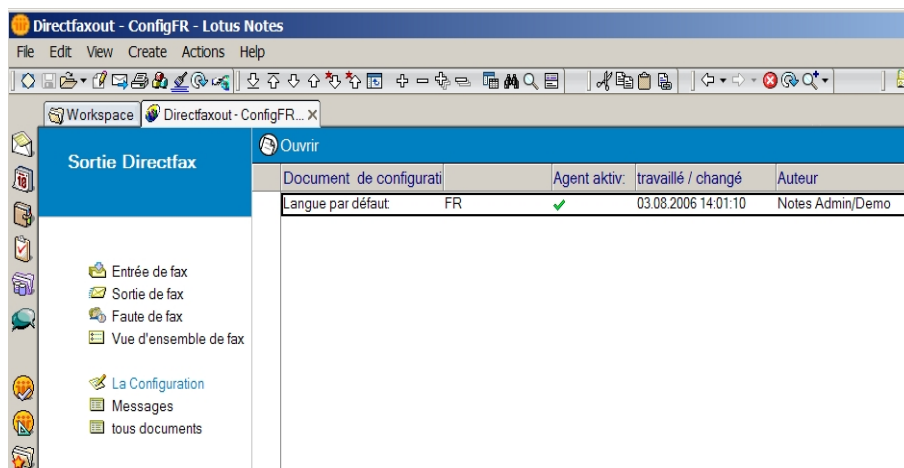 Directfaxout - ConfigFR - Lotus Notes
File Edit View Create Actions Help
Workspace Directfaxout - ConfigFR... X
Sortie Directfax
Ouvrir
Document de configurati Agent aktiv: travaillé / changé Auteur
Langue par défaut: FR 03.08.2006 14:01:10 Notes Admin/Demo
Entrée de fax
Sortie de fax
Faute de fax
Vue d'ensemble de fax
La Configuration
Messages
tous documents